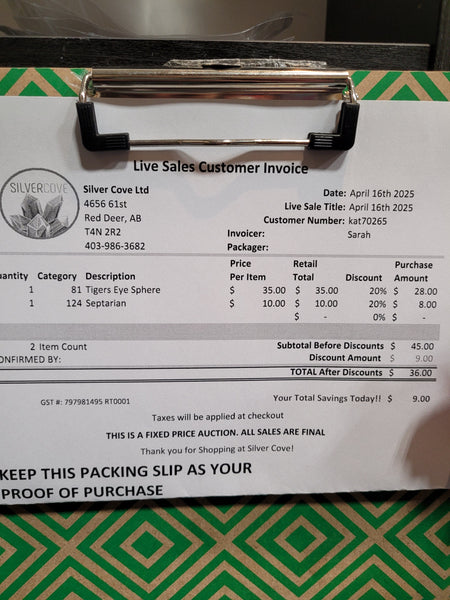 Live Sales Customer Invoice
SILVERCOVE
Silver Cove Ltd
4656 61st
Red Deer, AB
T4N 2R2
403-986-3682
Date: April 16th 2025
Live Sale Title: April 16th 2025
Customer Number: kat70265
Invoicer: Sarah
Packager:
uantity Category Description Price Per Item Retail Total Discount Purchase Amount
1 81 Tigers Eye Sphere $ 35.00 $ 35.00 20% $ 28.00
1 124 Septarian $ 10.00 $ 10.00 20% $ 8.00
$ - 0% $ -
2 Item Count Subtotal Before Discounts $ 45.00
ONFIRMED BY: Discount Amount $ 9.00
TOTAL After Discounts $ 36.00
GST #: 797981495 RT0001 Your Total Savings Today!! $ 9.00
Taxes will be applied at checkout
THIS IS A FIXED PRICE AUCTION. ALL SALES ARE FINAL
Thank you for Shopping at Silver Cove!
KEEP THIS PACKING SLIP AS YOUR
PROOF OF PURCHASE